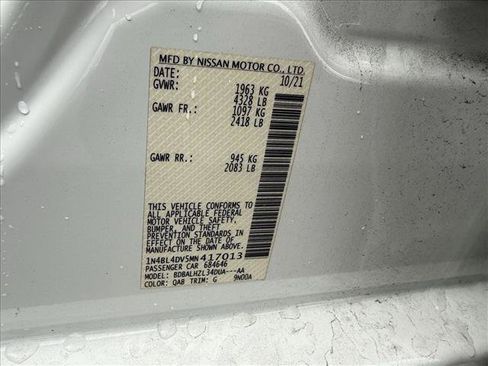 MFD BY NISSAN MOTOR CO., LTD.
DATE: 10/21
GVWR: 1963 KG
4328 LB
GAWR FR.: 1097 KG
2418 LB
GAWR RR.: 945 KG
2083 LB
THIS VEHICLE CONFORMS TO
ALL APPLICABLE FEDERAL
MOTOR VEHICLE SAFETY,
BUMPER, AND THEFT
PREVENTION STANDARDS
IN EFFECT ON THE DATE OF
MANUFACTURE SHOWN ABOVE.
1N4BL4DV5MN417013
PASSENGER CAR 684646
MODEL: BDBALHZL34DUA---AA
COLOR: QAB TRIM: G 9N00A